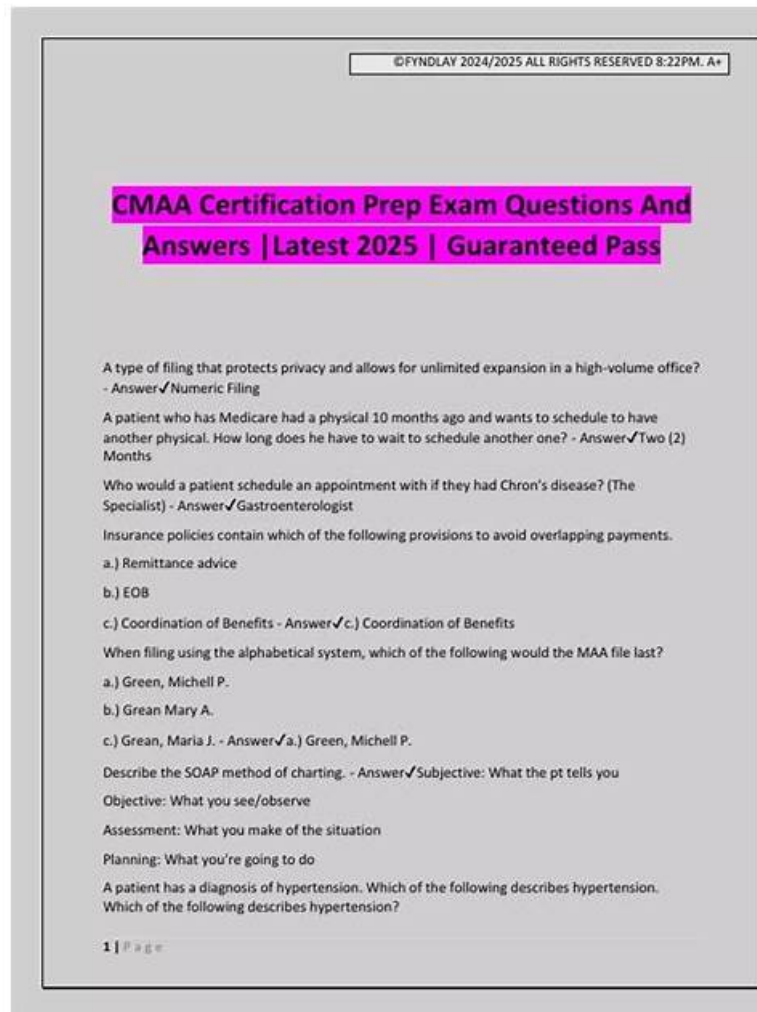 ©FYNDLAY 2024/2025 ALL RIGHTS RESERVED 8:22PM. A+
CMAA Certification Prep Exam Questions And
Answers |Latest 2025 | Guaranteed Pass
A type of filing that protects privacy and allows for unlimited expansion in a high-volume office?
- Answer✓Numeric Filing
A patient who has Medicare had a physical 10 months ago and wants to schedule to have
another physical. How long does he have to wait to schedule another one? - Answer✓Two (2)
Months
Who would a patient schedule an appointment with if they had Chron's disease? (The
Specialist) - Answer✓Gastroenterologist
Insurance policies contain which of the following provisions to avoid overlapping payments.
a.) Remittance advice
b.) EOB
c.) Coordination of Benefits - Answer✓c.) Coordination of Benefits
When filing using the alphabetical system, which of the following would the MAA file last?
a.) Green, Michell P.
b.) Grean Mary A.
c.) Grean, Maria J. - Answer✓a.) Green, Michell P.
Describe the SOAP method of charting. - Answer✓Subjective: What the pt tells you
Objective: What you see/observe
Assessment: What you make of the situation
Planning: What you're going to do
A patient has a diagnosis of hypertension. Which of the following describes hypertension.
Which of the following describes hypertension?
1 | Page